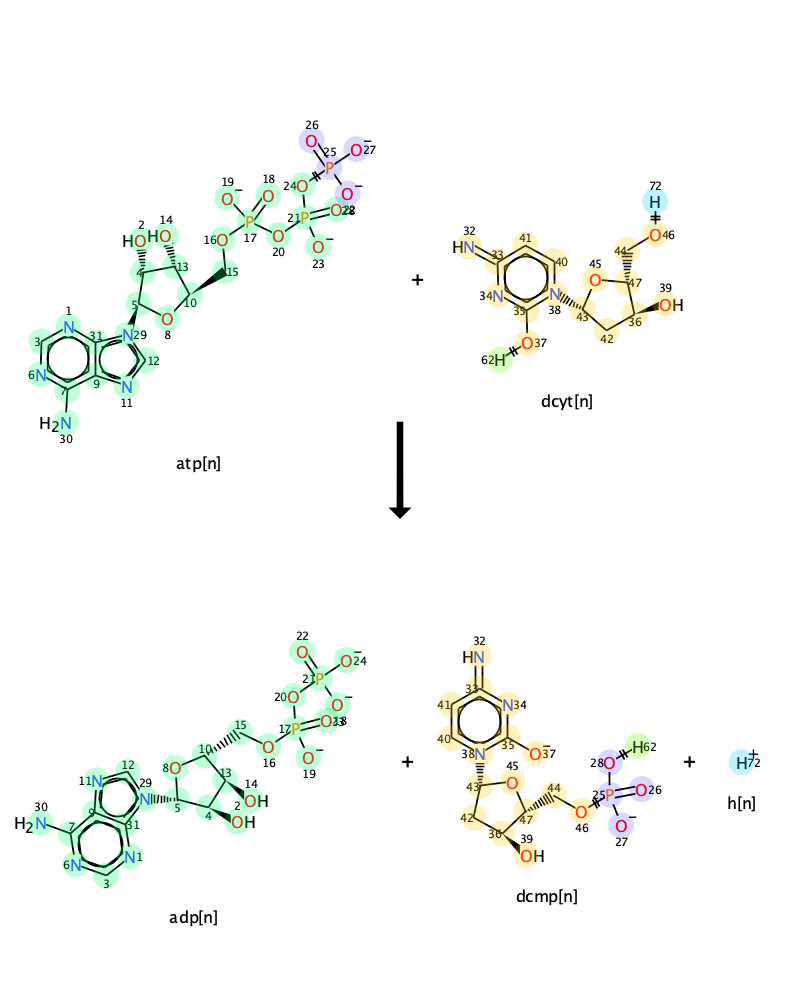 26
25
O
P
O−
27
24
O
O−
28
19
18
O−
O
21
P
O
22
17
P
20
O
23
O−
2
14
HO
HO
16
O
4
13
15
5
10
O
8
1
N
31
N
29
3
12
6
N
9
N
11
7
H2N
30
atp[n]
+
32
HN
33
41
40
34
N
N
38
35
O
37
62
H
45
O
43
42
36
39
OH
47
44
O
46
72
H
+
dcyt[n]
22
O
21
P
O−
24
20
O
O−
23
17
P
O
18
O−
19
15
O
16
10
8
O
13
14
OH
5
4
2
OH
12
11
N
29
N
30
H2N
7
9
31
6
N
N
1
3
adp[n]
+
32
HN
33
41
N
34
40
38
N
35
O−
37
43
45
O
44
42
36
47
39
OH
O
46
28
O
H
62
25
P
O
26
O−
27
dcmp[n]
+
H+
72
h[n]